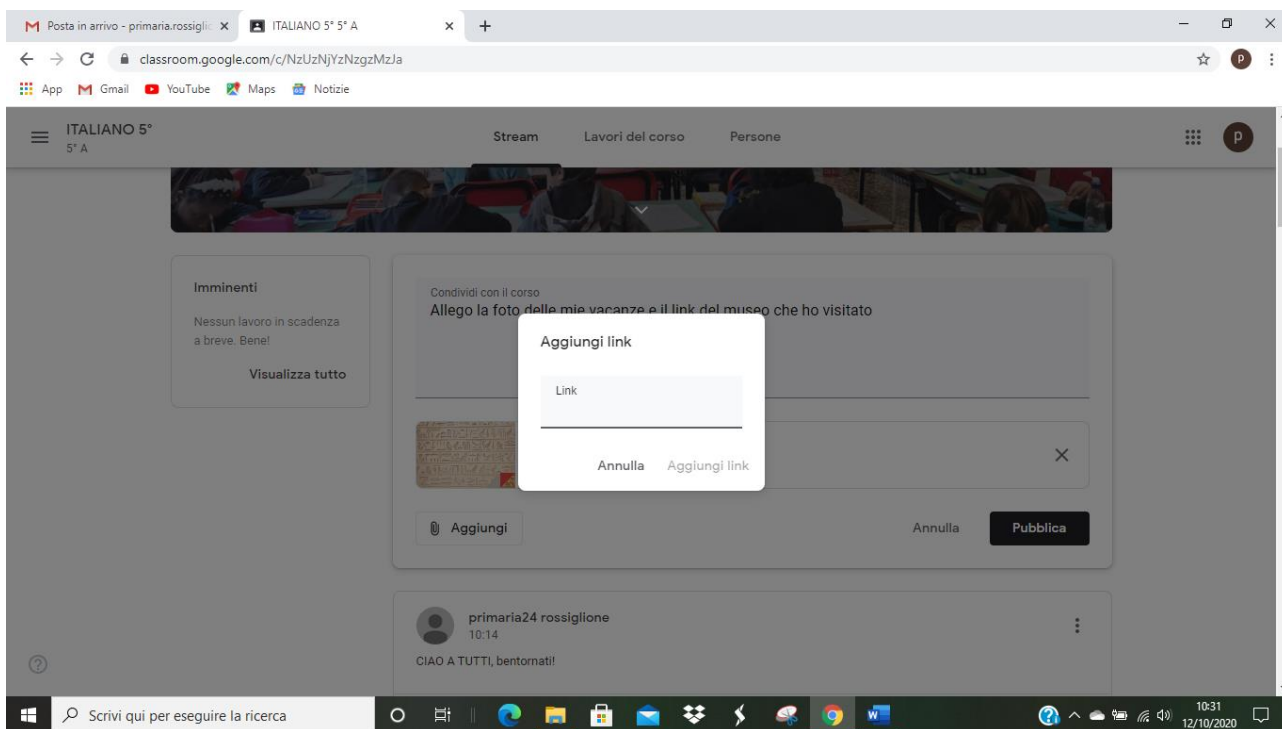 Posta in arrivo - primaria.rossiglio
ITALIANO 5° 5° A
classroom.google.com/c/NzUzNjYzNzgzMzJa
P
App
Gmail
YouTube
Maps
Notizie
ITALIANO 5°
5° A
Stream
Lavori del corso
Persone
p
Imminenti
Nessun lavoro in scadenza
a breve. Bene!
Visualizza tutto
Condividi con il corso
Allego la foto delle mie vacanze e il link del museo che ho visitato
Aggiungi link
Link
Annulla
Aggiungi link
Aggiungi
Annulla
Pubblica
primaria24 rossiglione
10:14
CIAO A TUTTI, bentornati!
Scrivi qui per eseguire la ricerca
10:31
12/10/2020